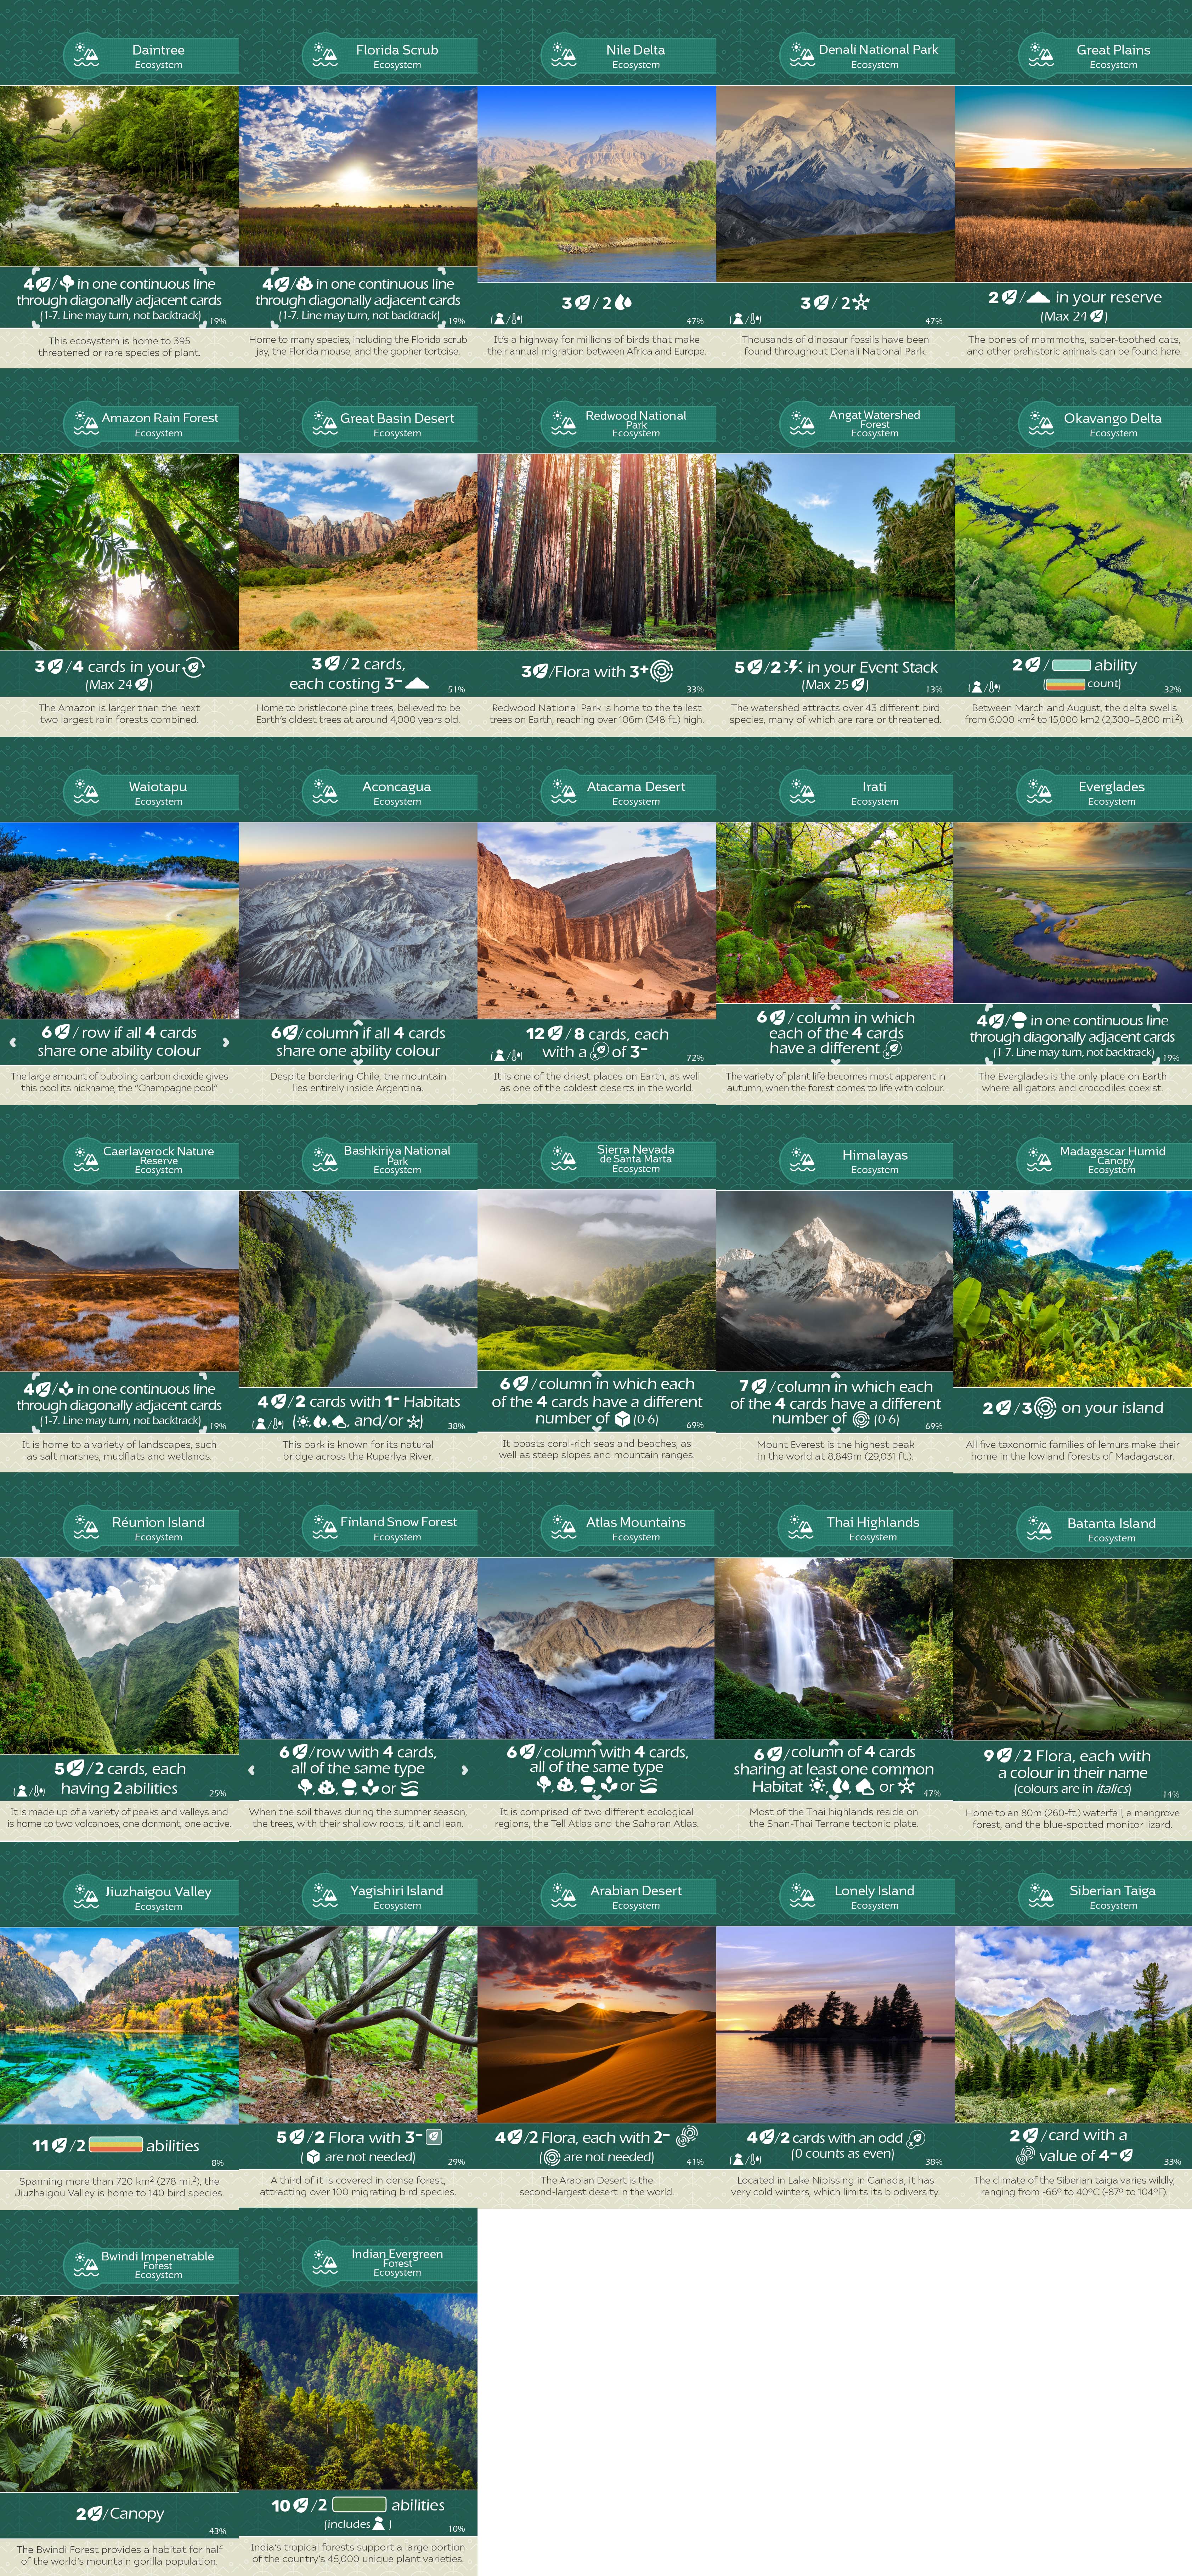 Daintree
Ecosystem
4 / in one continuous line
through diagonally adjacent cards
(1-7. Line may turn, not backtrack)
19%
This ecosystem is home to 395
threatened or rare species of plant.
Florida Scrub
Ecosystem
4 / in one continuous line
through diagonally adjacent cards
(1-7. Line may turn, not backtrack)
19%
Home to many species, including the Florida scrub
jay, the Florida mouse, and the gopher tortoise.
Nile Delta
Ecosystem
3 / 2
( / )
47%
It's a highway for millions of birds that make
their annual migration between Africa and Europe.
Denali National Park
Ecosystem
3 / 2
( / )
47%
Thousands of dinosaur fossils have been
found throughout Denali National Park.
Great Plains
Ecosystem
2 / in your reserve
(Max 24 )
The bones of mammoths, saber-toothed cats,
and other prehistoric animals can be found here.
Amazon Rain Forest
Ecosystem
3 /4 cards in your
(Max 24 )
The Amazon is larger than the next
two largest rain forests combined.
Great Basin Desert
Ecosystem
3 / 2 cards,
each costing 3-
51%
Home to bristlecone pine trees, believed to be
Earth's oldest trees at around 4,000 years old.
Redwood National
Park
Ecosystem
3 /Flora with 3+
33%
Redwood National Park is home to the tallest
trees on Earth, reaching over 106m (348 ft.) high.
Angat Watershed
Forest
Ecosystem
5 /2 in your Event Stack
(Max 25 )
13%
The watershed attracts over 43 different bird
species, many of which are rare or threatened.
Okavango Delta
Ecosystem
2 / ability
( / ) ( count)
32%
Between March and August, the delta swells
from 6,000 km² to 15,000 km2 (2,300–5,800 mi.²).
Waiotapu
Ecosystem
6 / row if all 4 cards
share one ability colour
The large amount of bubbling carbon dioxide gives
this pool its nickname, the "Champagne pool."
Aconcagua
Ecosystem
6 /column if all 4 cards
share one ability colour
Despite bordering Chile, the mountain
lies entirely inside Argentina.
Atacama Desert
Ecosystem
12 / 8 cards, each
( / ) with a of 3-
72%
It is one of the driest places on Earth, as well
as one of the coldest deserts in the world.
Irati
Ecosystem
6 / column in which
each of the 4 cards
have a different
The variety of plant life becomes most apparent in
autumn, when the forest comes to life with colour.
Everglades
Ecosystem
4 / in one continuous line
through diagonally adjacent cards
(1-7. Line may turn, not backtrack)
19%
The Everglades is the only place on Earth
where alligators and crocodiles coexist.
Caerlaverock Nature
Reserve
Ecosystem
4 / in one continuous line
through diagonally adjacent cards
(1-7. Line may turn, not backtrack)
19%
It is home to a variety of landscapes, such
as salt marshes, mudflats and wetlands.
Bashkiriya National
Park
Ecosystem
4 /2 cards with 1- Habitats
( / ) ( , , , and/or )
38%
This park is known for its natural
bridge across the Kuperlya River.
Sierra Nevada
de Santa Marta
Ecosystem
6 /column in which each
of the 4 cards have a different
number of (0-6)
69%
It boasts coral-rich seas and beaches, as
well as steep slopes and mountain ranges.
Himalayas
Ecosystem
7 /column in which each
of the 4 cards have a different
number of (0-6)
69%
Mount Everest is the highest peak
in the world at 8,849m (29,031 ft.).
Madagascar Humid
Canopy
Ecosystem
2 /3 on your island
All five taxonomic families of lemurs make their
home in the lowland forests of Madagascar.
Réunion Island
Ecosystem
5 /2 cards, each
( / ) having 2 abilities
25%
It is made up of a variety of peaks and valleys and
is home to two volcanoes, one dormant, one active.
Finland Snow Forest
Ecosystem
6 /row with 4 cards,
all of the same type
, , , or
When the soil thaws during the summer season,
the trees, with their shallow roots, tilt and lean.
Atlas Mountains
Ecosystem
6 /column with 4 cards,
all of the same type
, , , or
It is comprised of two different ecological
regions, the Tell Atlas and the Saharan Atlas.
Thai Highlands
Ecosystem
6 /column of 4 cards
sharing at least one common
Habitat , , or
47%
Most of the Thai highlands reside on
the Shan-Thai Terrane tectonic plate.
Batanta Island
Ecosystem
9 / 2 Flora, each with
a colour in their name
(colours are in italics)
14%
Home to an 80m (260-ft.) waterfall, a mangrove
forest, and the blue-spotted monitor lizard.
Jiuzhaigou Valley
Ecosystem
11 /2 abilities
8%
Spanning more than 720 km² (278 mi.²), the
Jiuzhaigou Valley is home to 140 bird species.
Yagishiri Island
Ecosystem
5 /2 Flora with 3-
( are not needed)
29%
A third of it is covered in dense forest,
attracting over 100 migrating bird species.
Arabian Desert
Ecosystem
4 /2 Flora, each with 2-
( are not needed)
41%
The Arabian Desert is the
second-largest desert in the world.
Lonely Island
Ecosystem
4 /2 cards with an odd
( / ) (0 counts as even)
38%
Located in Lake Nipissing in Canada, it has
very cold winters, which limits its biodiversity.
Siberian Taiga
Ecosystem
2 /card with a
value of 4-
33%
The climate of the Siberian taiga varies wildly,
ranging from -66º to 40ºC (-87º to 104ºF).
Bwindi Impenetrable
Forest
Ecosystem
2 /Canopy
43%
The Bwindi Forest provides a habitat for half
of the world's mountain gorilla population.
Indian Evergreen
Forest
Ecosystem
10 /2 abilities
(includes )
10%
India's tropical forests support a large portion
of the country's 45,000 unique plant varieties.